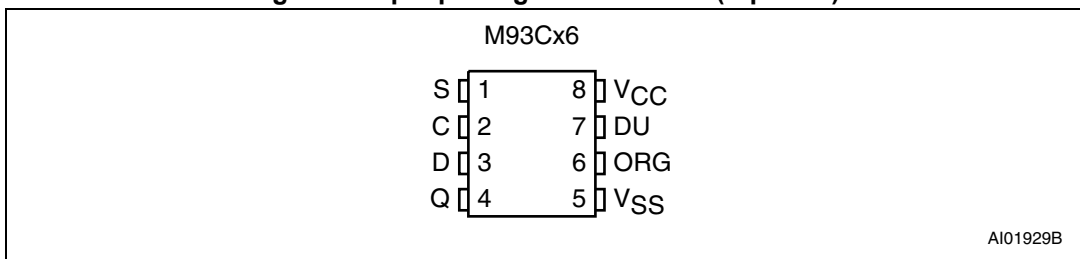 M93Cx6
S 1 8 VCC
C 2 7 DU
D 3 6 ORG
Q 4 5 VSS
AI01929B